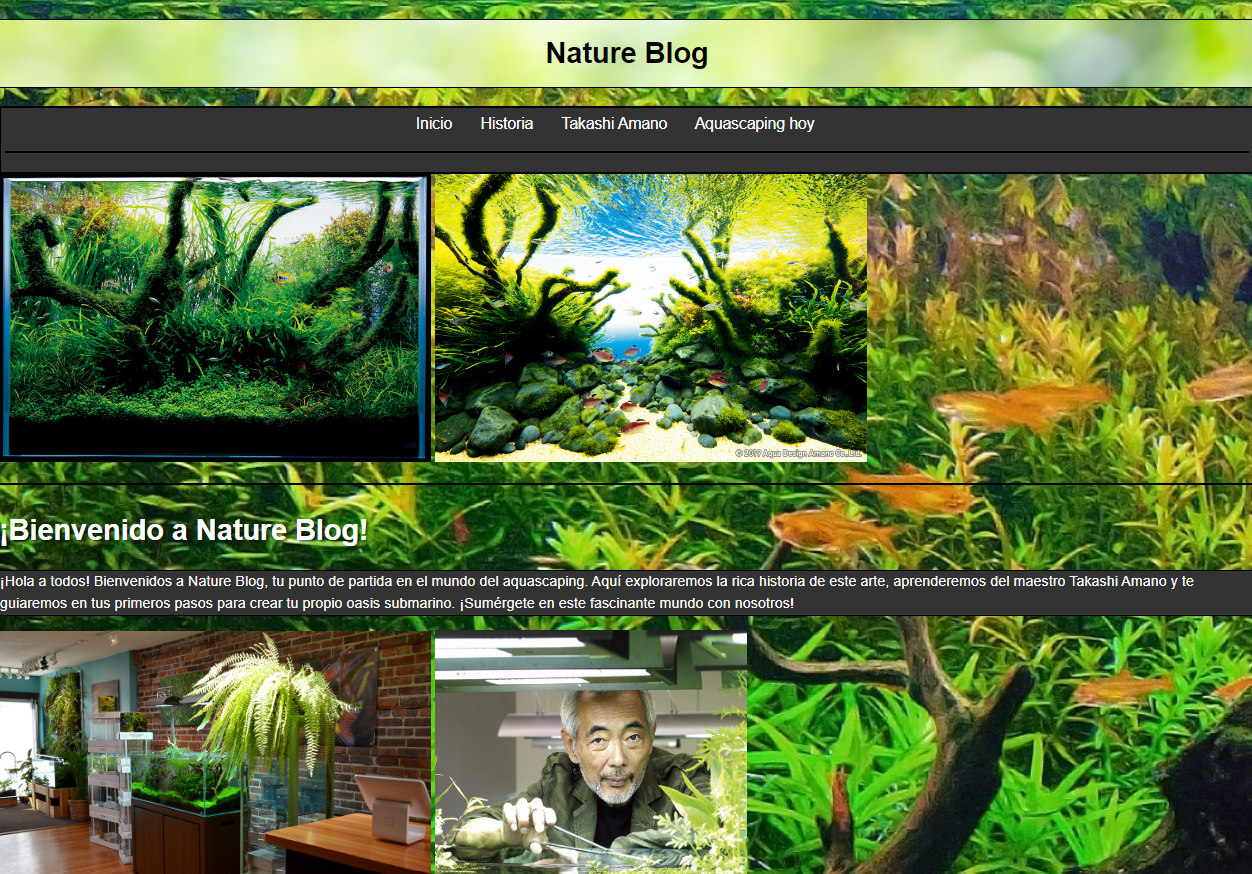 Nature Blog
Inicio Historia Takashi Amano Aquascaping hoy
© 2019 Aqua Design Amano Co.,Ltd.
¡Bienvenido a Nature Blog!
¡Hola a todos! Bienvenidos a Nature Blog, tu punto de partida en el mundo del aquascaping. Aquí exploraremos la rica historia de este arte, aprenderemos del maestro Takashi Amano y te
guiaremos en tus primeros pasos para crear tu propio oasis submarino. ¡Sumérgete en este fascinante mundo con nosotros!